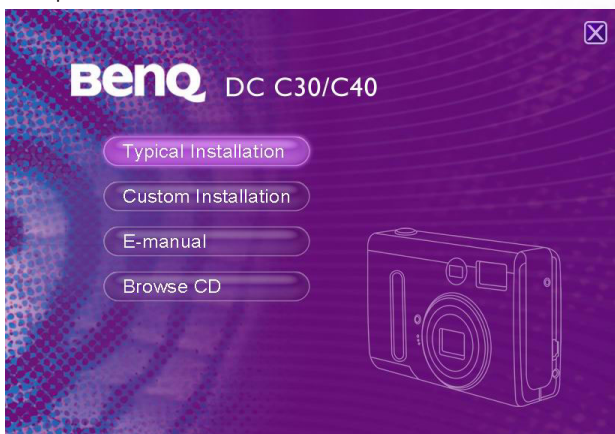 BenQ DC C30/C40
Typical Installation
Custom Installation
E-manual
Browse CD